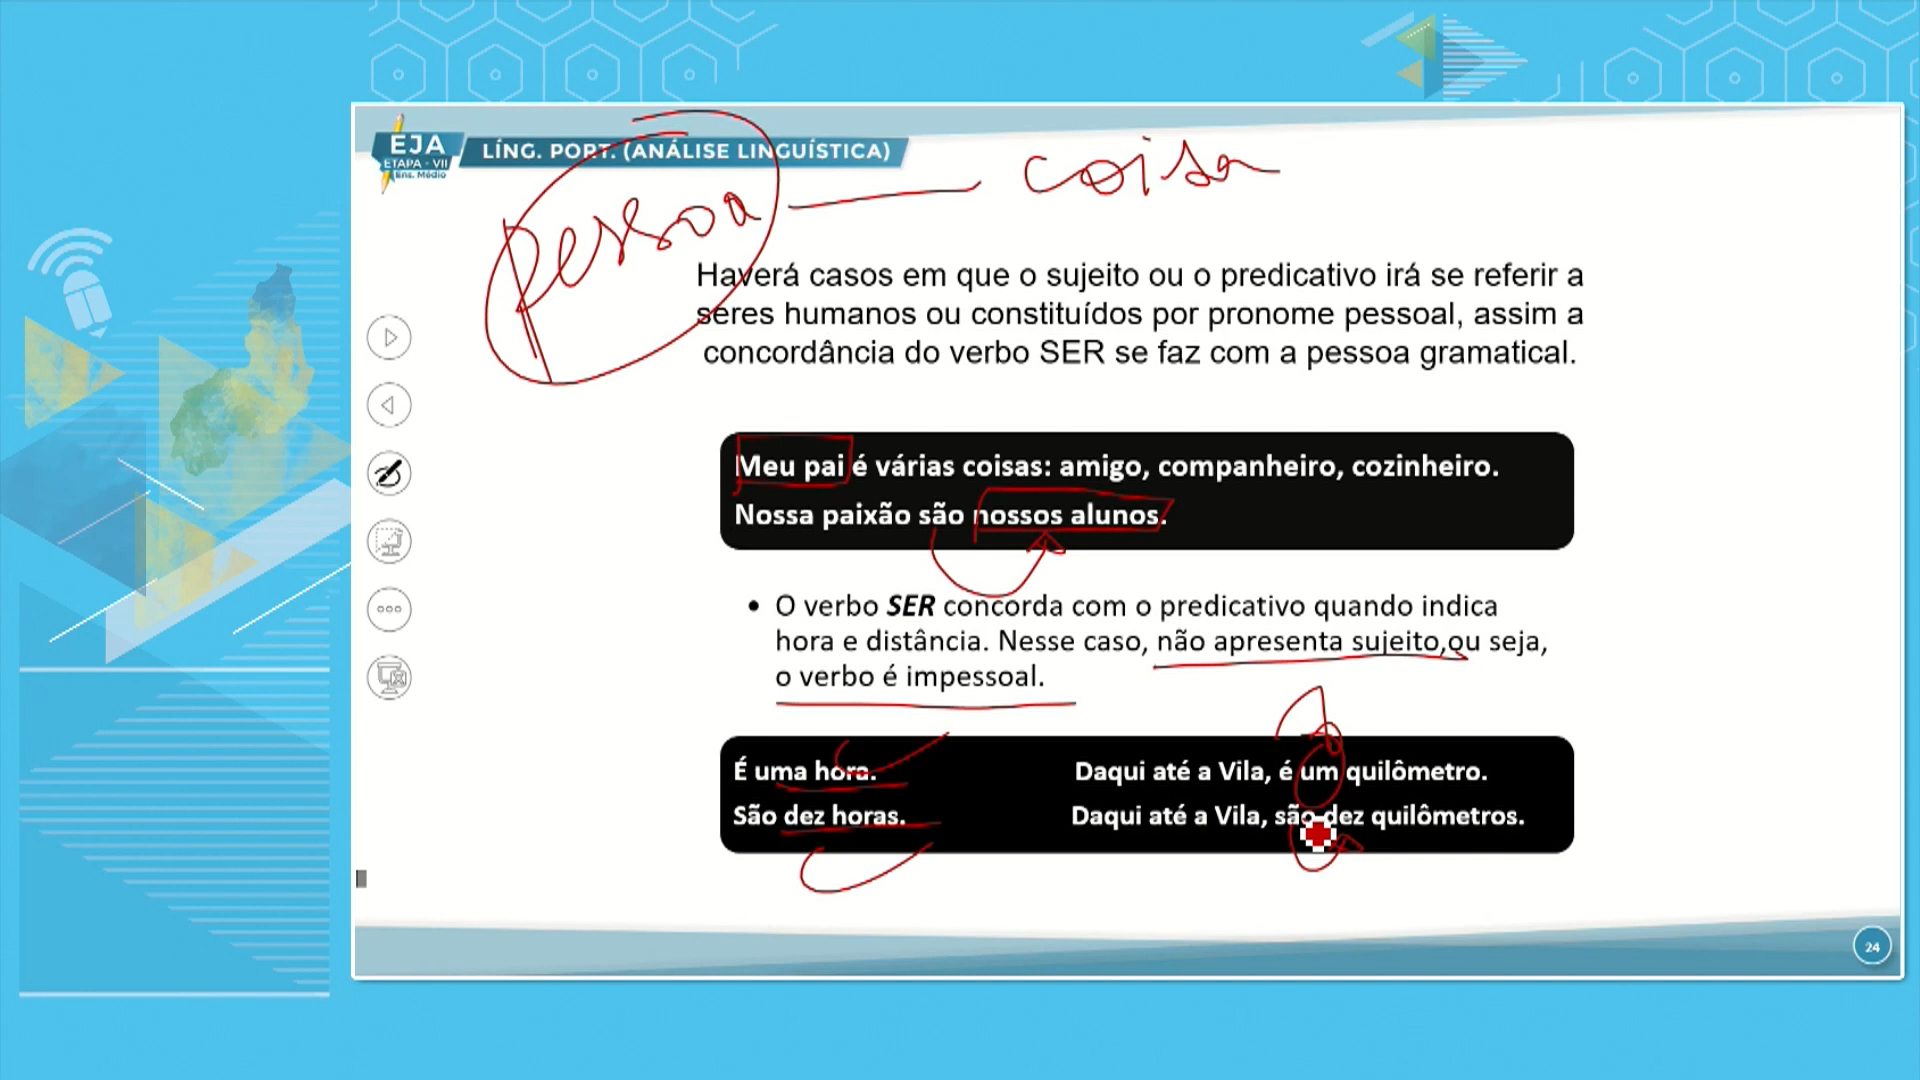 EJA
ETAPA - VII
Ens. Médio
LÍNG. PORT. (ANÁLISE LINGUÍSTICA)
pessoa
coisa
Haverá casos em que o sujeito ou o predicativo irá se referir a
seres humanos ou constituídos por pronome pessoal, assim a
concordância do verbo SER se faz com a pessoa gramatical.
Meu pai é várias coisas: amigo, companheiro, cozinheiro.
Nossa paixão são nossos alunos.
• O verbo SER concorda com o predicativo quando indica
hora e distância. Nesse caso, não apresenta sujeito,ou seja,
o verbo é impessoal.
É uma hora.
São dez horas.
Daqui até a Vila, é um quilômetro.
Daqui até a Vila, são dez quilômetros.
24